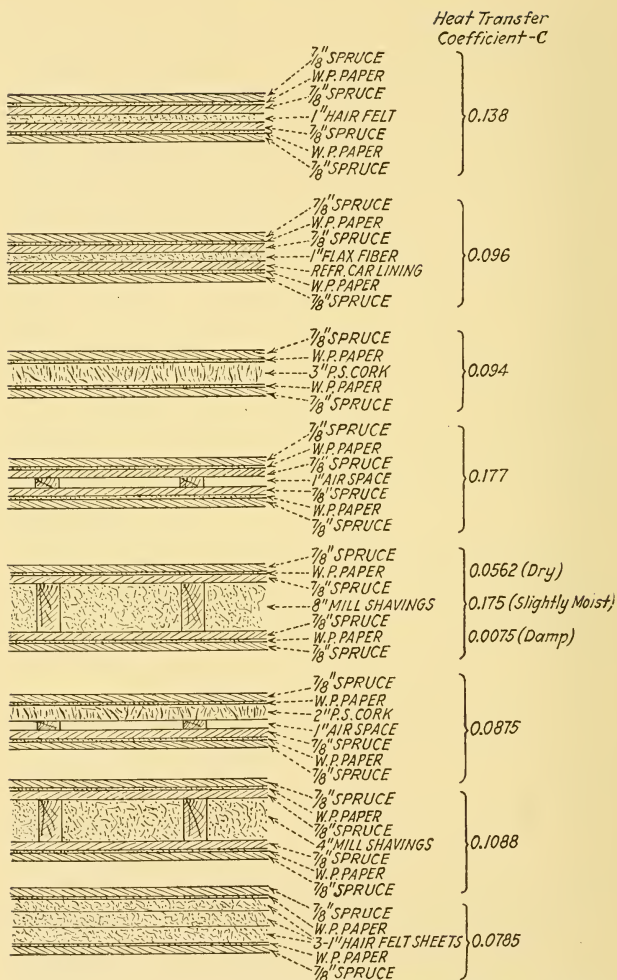 Heat Transfer
Coefficient-C
7/8" SPRUCE
W.P. PAPER
7/8" SPRUCE
1" HAIR FELT
7/8" SPRUCE
W.P. PAPER
7/8" SPRUCE
0.138
7/8" SPRUCE
W.P. PAPER
7/8" SPRUCE
1" FLAX FIBER
REFR. CAR LINING
W.P. PAPER
7/8" SPRUCE
0.096
7/8" SPRUCE
W.P. PAPER
3" P.S. CORK
W.P. PAPER
7/8" SPRUCE
0.094
7/8" SPRUCE
W.P. PAPER
7/8" SPRUCE
1" AIR SPACE
7/8" SPRUCE
W.P. PAPER
7/8" SPRUCE
0.177
7/8" SPRUCE
W.P. PAPER
7/8" SPRUCE
8" MILL SHAVINGS
7/8" SPRUCE
W.P. PAPER
7/8" SPRUCE
0.0562 (Dry)
0.175 (Slightly Moist)
0.0075 (Damp)
7/8" SPRUCE
W.P. PAPER
2" P.S. CORK
1" AIR SPACE
7/8" SPRUCE
W.P. PAPER
7/8" SPRUCE
0.0875
7/8" SPRUCE
W.P. PAPER
7/8" SPRUCE
4" MILL SHAVINGS
7/8" SPRUCE
W.P. PAPER
7/8" SPRUCE
0.1088
7/8" SPRUCE
W.P. PAPER
3-1" HAIR FELT SHEETS
W.P. PAPER
7/8" SPRUCE
0.0785